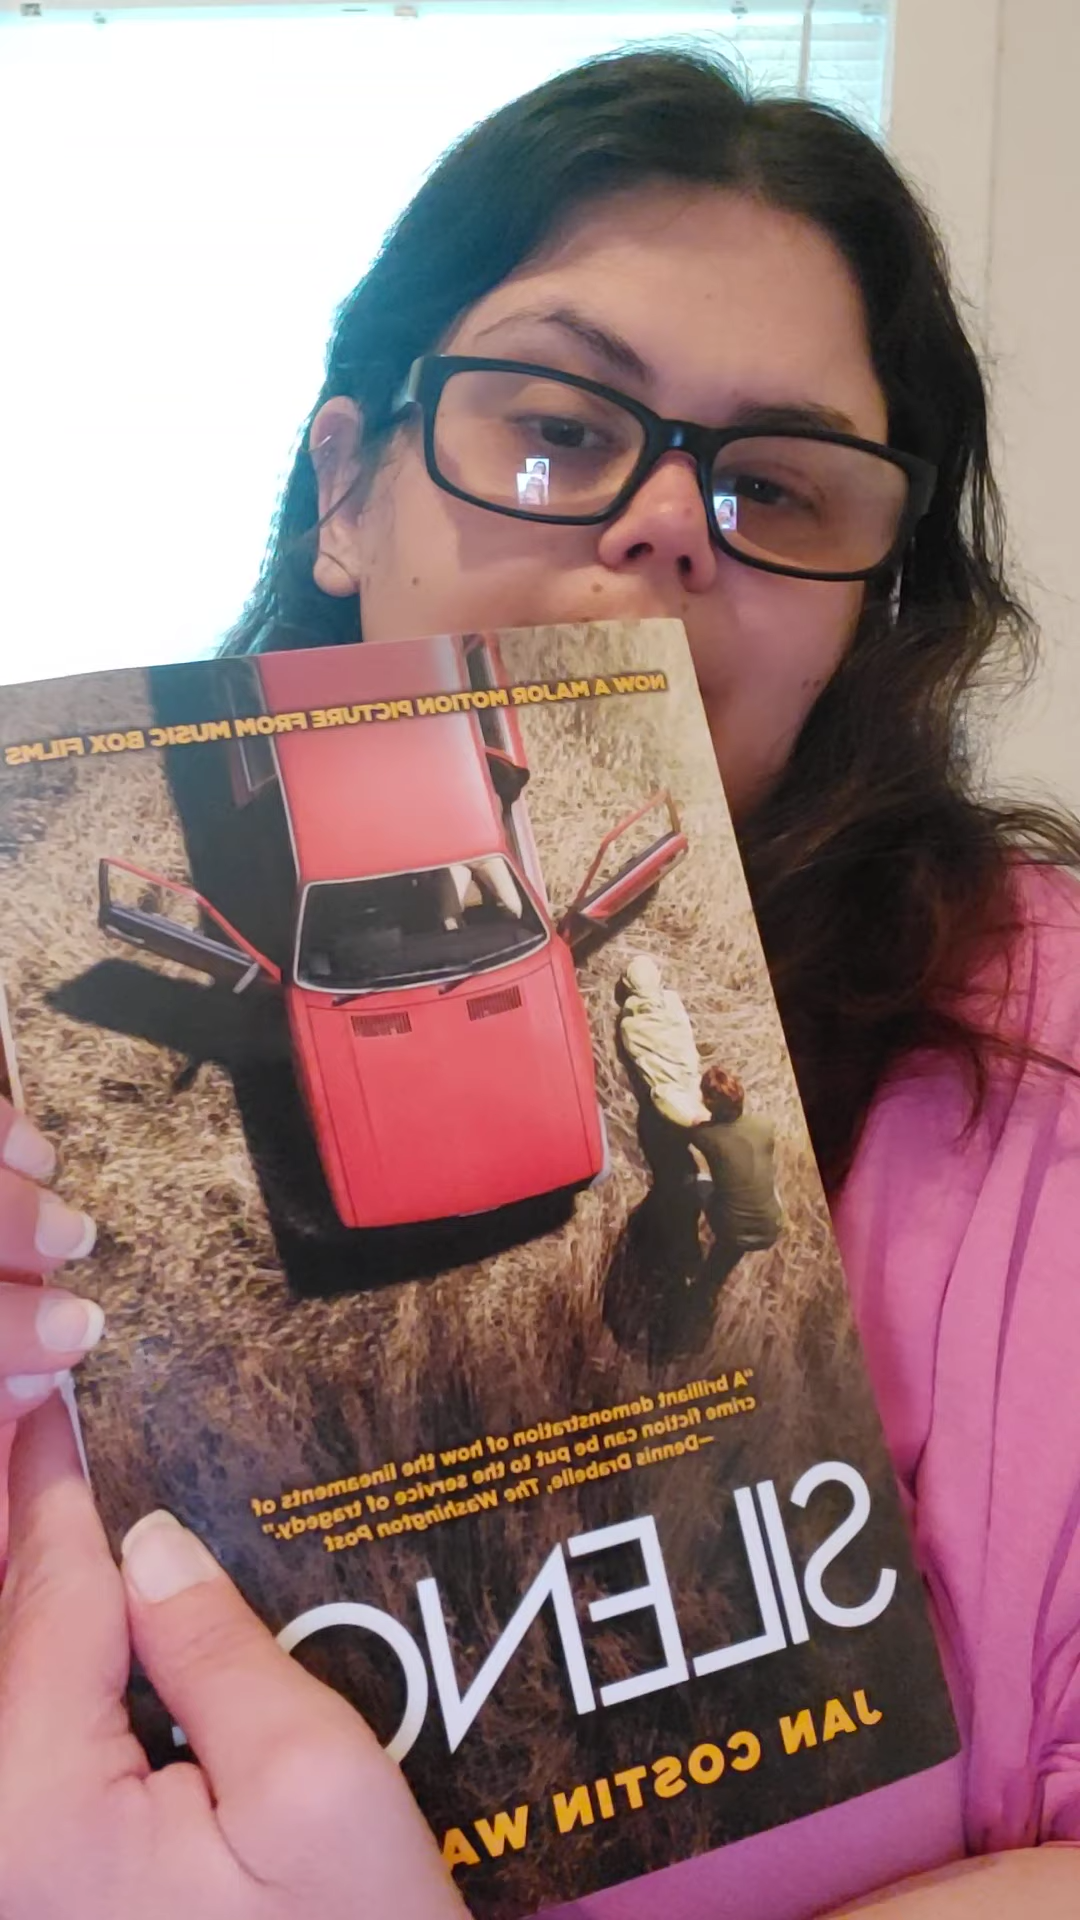 NOW A MAJOR MOTION PICTURE FROM MUSIC BOX FILMS
"A brilliant demonstration of how the lineaments of
crime fiction can be put to the service of tragedy."
—Dennis Drabelle, The Washington Post
SILENC
JAN COSTIN WA